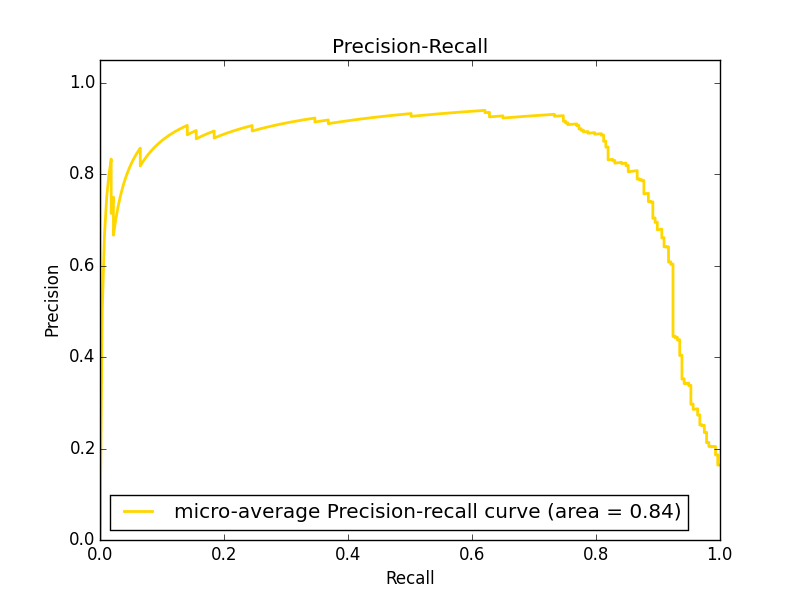 Precision-Recall
1.0
0.8
0.6
0.4
0.2
0.0
Precision
micro-average Precision-recall curve (area = 0.84)
0.0 0.2 0.4 0.6 0.8 1.0
Recall